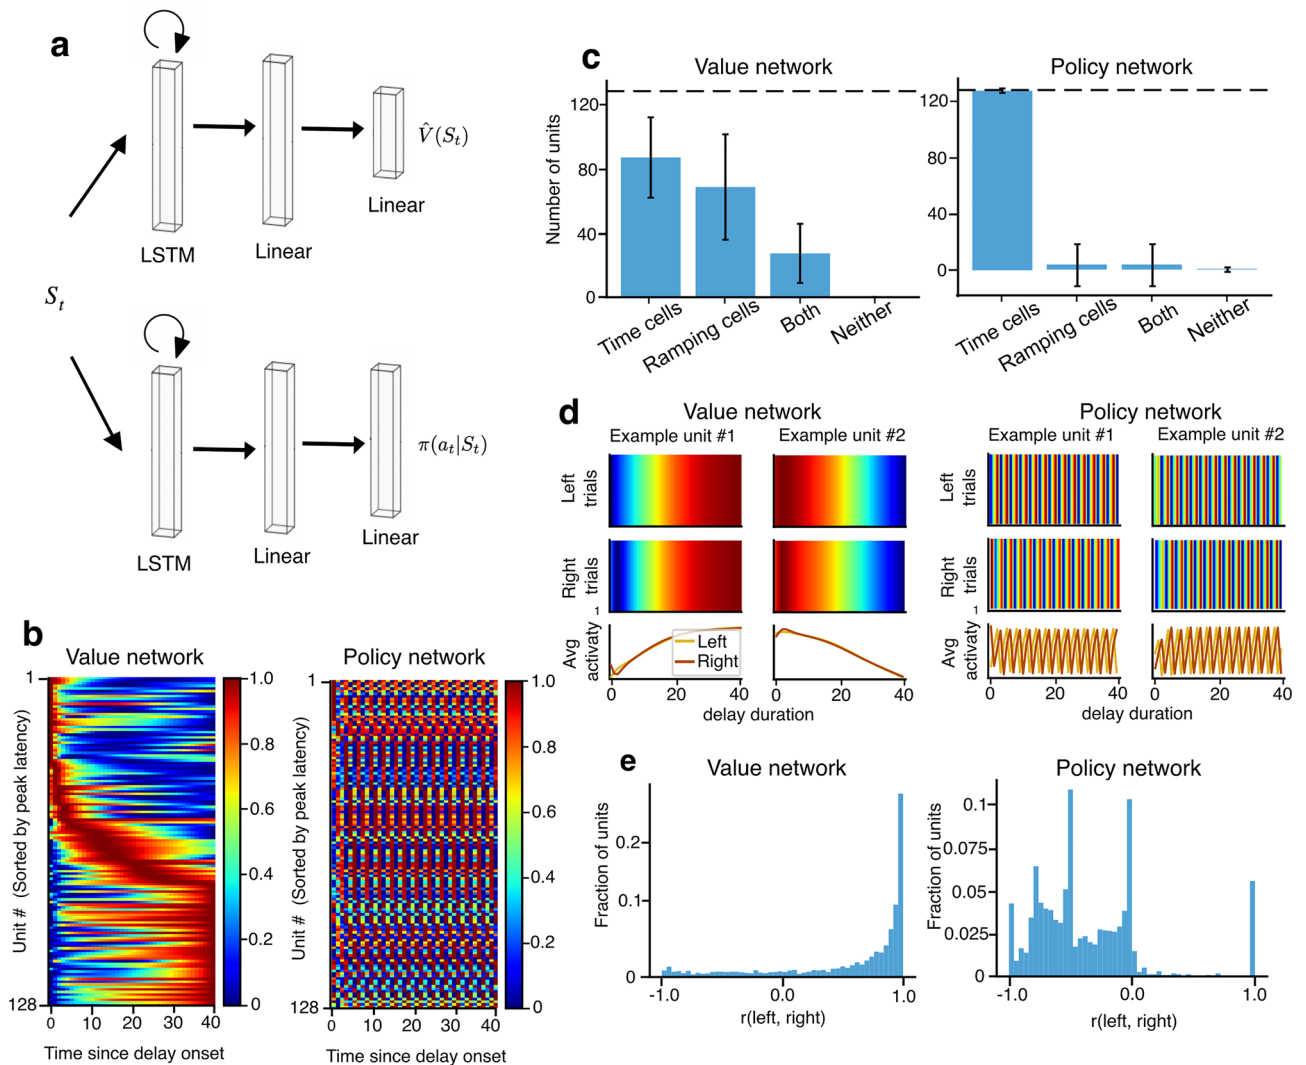 a
LSTM
Linear
Linear
V̂(Sₜ)
Sₜ
LSTM
Linear
Linear
π(aₜ|Sₜ)
b
Value network
Policy network
Unit # (Sorted by peak latency)
1
128
0
10
20
30
40
Time since delay onset
1.0
0.8
0.6
0.4
0.2
0
Unit # (Sorted by peak latency)
1
128
0
10
20
30
40
Time since delay onset
1.0
0.8
0.6
0.4
0.2
0
c
Value network
Number of units
120
80
40
0
Time cells
Ramping cells
Both
Neither
Policy network
120
80
40
0
Time cells
Ramping cells
Both
Neither
d
Value network
Policy network
Example unit #1
Example unit #2
Example unit #1
Example unit #2
Left
trials
Right
trials
1
Avg
activaty
Left
Right
0
20
40
0
20
40
delay duration
Left
trials
Right
trials
1
Avg
activaty
0
20
40
0
20
40
delay duration
e
Value network
Fraction of units
0.2
0.1
0
-1.0
0.0
1.0
r(left, right)
Policy network
Fraction of units
0.1
0.075
0.05
0.025
0
-1.0
0.0
1.0
r(left, right)